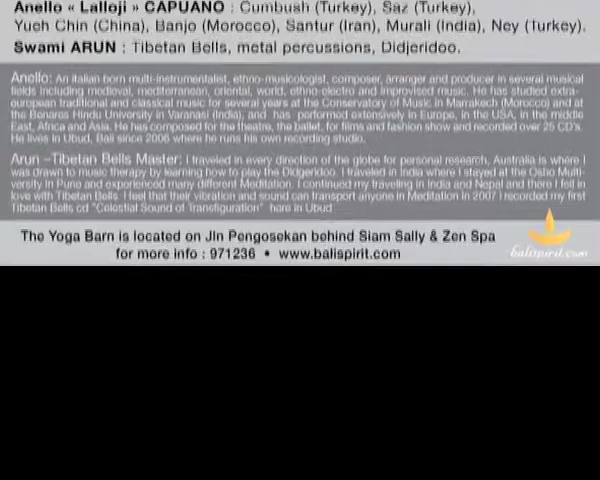 Anello « Lalloji » CAPUANO : Cumbush (Turkey), Saz (Turkey),
Yueh Chin (China), Banjo (Morocco), Santur (Iran), Murali (India), Ney (Turkey).
Swami ARUN : Tibetan Bells, metal percussions, Didjeridoo.
Anello: An italian born multi-instrumentalist, ethno-musicologist, composer, arranger and producer in several musical
fields including medieval, mediterranean, oriental, world, ethno-electro and improvised music. He has studied extra-
european traditional and classical music for several years at the Conservatory of Music in Marrakech (Morocco) and at
the Benares Hindu University in Varanasi (India), and has performed extensively in Europe, in the USA, in the middle
East, Africa and Asia. He has composed for the theatre, the ballet, for films and fashion show and recorded over 25 CD's.
He lives in Ubud, Bali since 2006 where he runs his own recording studio.
Arun –Tibetan Bells Master: I traveled in every direction of the globe for personal research, Australia is where I
was drawn to music therapy by learning how to play the Didgeridoo. I traveled in India where I stayed at the Osho Multi-
versity in Pune and experienced many different Meditation. I continued my traveling in India and Nepal and there I fell in
love with Tibetan Bells. I feel that their vibration and sound can transport anyone in Meditation In 2007 I recorded my first
Tibetan Bells cd "Celestial Sound of Transfiguration" here in Ubud
The Yoga Barn is located on Jln Pengosekan behind Siam Sally & Zen Spa
for more info : 971236 • www.balispirit.com
balispirit.com